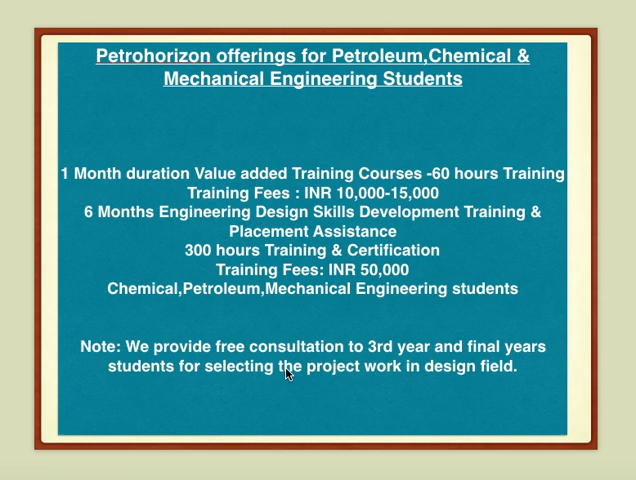 Petrohorizon offerings for Petroleum,Chemical &
Mechanical Engineering Students
1 Month duration Value added Training Courses -60 hours Training
Training Fees : INR 10,000-15,000
6 Months Engineering Design Skills Development Training &
Placement Assistance
300 hours Training & Certification
Training Fees: INR 50,000
Chemical,Petroleum,Mechanical Engineering students
Note: We provide free consultation to 3rd year and final years
students for selecting the project work in design field.